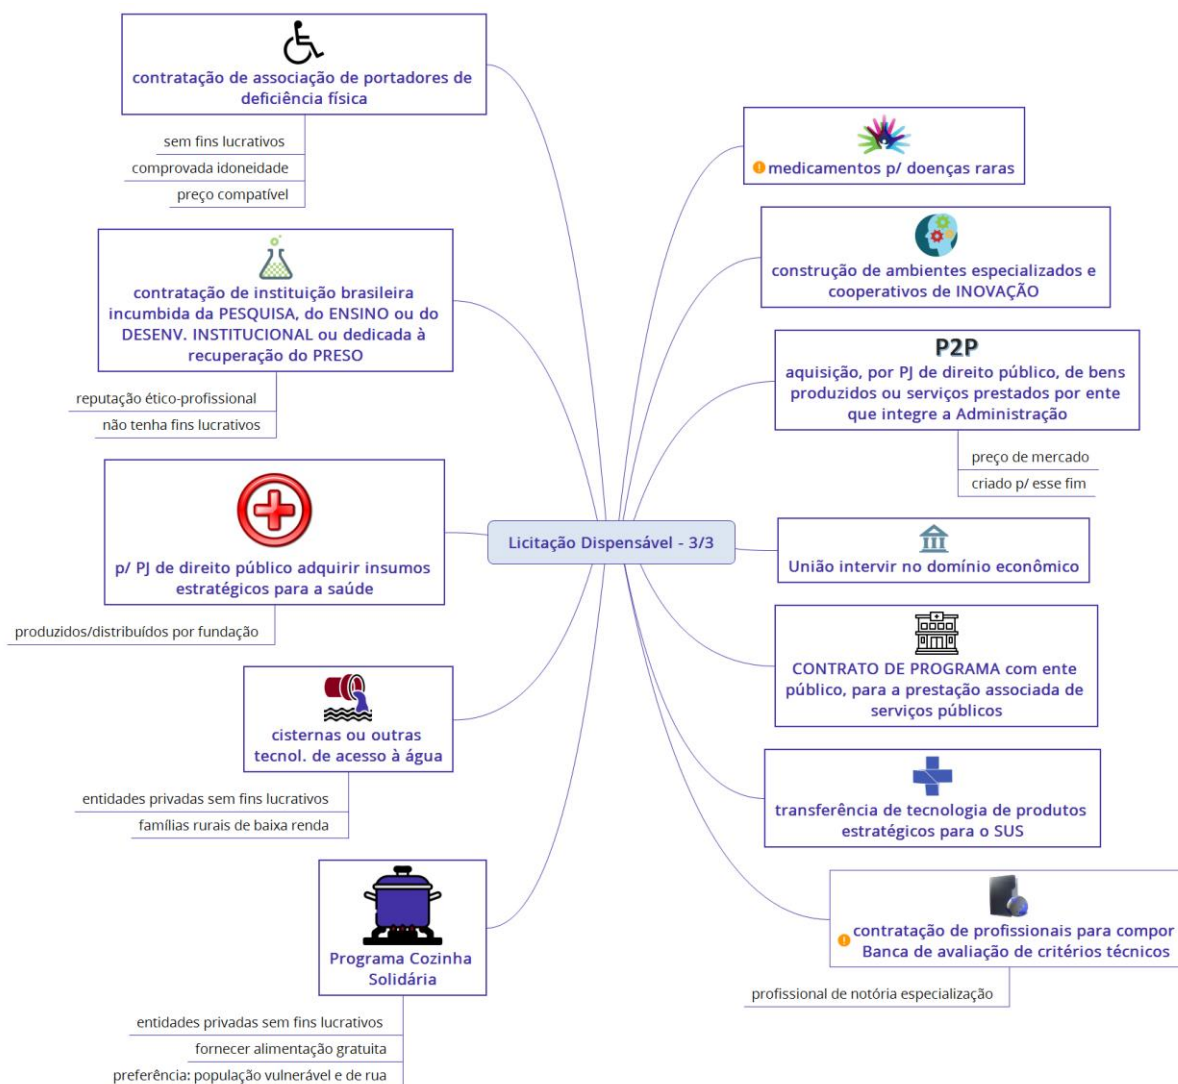 contratação de associação de portadores de
deficiência física
sem fins lucrativos
comprovada idoneidade
preço compatível
contratação de instituição brasileira
incumbida da PESQUISA, do ENSINO ou do
DESENV. INSTITUCIONAL ou dedicada à
recuperação do PRESO
reputação ético-profissional
não tenha fins lucrativos
p/ PJ de direito público adquirir insumos
estratégicos para a saúde
produzidos/distribuídos por fundação
cisternas ou outras
tecnol. de acesso à água
entidades privadas sem fins lucrativos
famílias rurais de baixa renda
Programa Cozinha
Solidária
entidades privadas sem fins lucrativos
fornecer alimentação gratuita
preferência: população vulnerável e de rua
Licitação Dispensável - 3/3
medicamentos p/ doenças raras
construção de ambientes especializados e
cooperativos de INOVAÇÃO
P2P
aquisição, por PJ de direito público, de bens
produzidos ou serviços prestados por ente
que integre a Administração
preço de mercado
criado p/ esse fim
União intervir no domínio econômico
CONTRATO DE PROGRAMA com ente
público, para a prestação associada de
serviços públicos
transferência de tecnologia de produtos
estratégicos para o SUS
contratação de profissionais para compor
Banca de avaliação de critérios técnicos
profissional de notória especialização